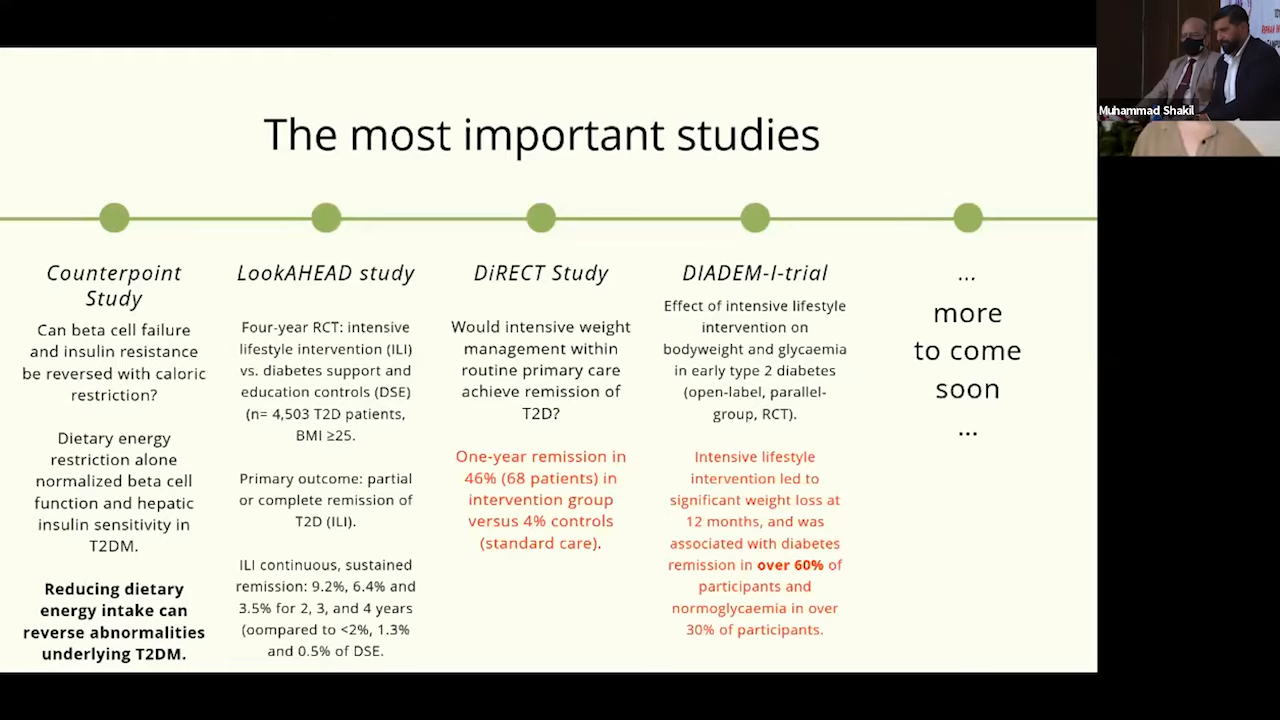 The most important studies
Counterpoint
Study
Can beta cell failure
and insulin resistance
be reversed with caloric
restriction?
Dietary energy
restriction alone
normalized beta cell
function and hepatic
insulin sensitivity in
T2DM.
Reducing dietary
energy intake can
reverse abnormalities
underlying T2DM.
LookAHEAD study
Four-year RCT: intensive
lifestyle intervention (ILI)
vs. diabetes support and
education controls (DSE)
(n= 4,503 T2D patients,
BMI ≥25.
Primary outcome: partial
or complete remission of
T2D (ILI).
ILI continuous, sustained
remission: 9.2%, 6.4% and
3.5% for 2, 3, and 4 years
(oompared to <2%, 1.3%
and 0.5% of DSE.
DiRECT Study
Would intensive weight
management within
routine primary care
achieve remission of
T2D?
One-year remission in
46% (68 patients) in
intervention group
versus 4% controls
(standard care).
DIADEM-I-trial
Effect of intensive lifestyle
intervention on
bodyweight and glycaemia
in early type 2 diabetes
(open-label, parallel-
group, RCT).
Intensive lifestyle
intervention led to
significant weight loss at
12 months, and was
associated with diabetes
remission in over 60% of
participants and
normoglycaemia in over
30% of participants.
...
more
to come
soon
...
Muhammad Shakil